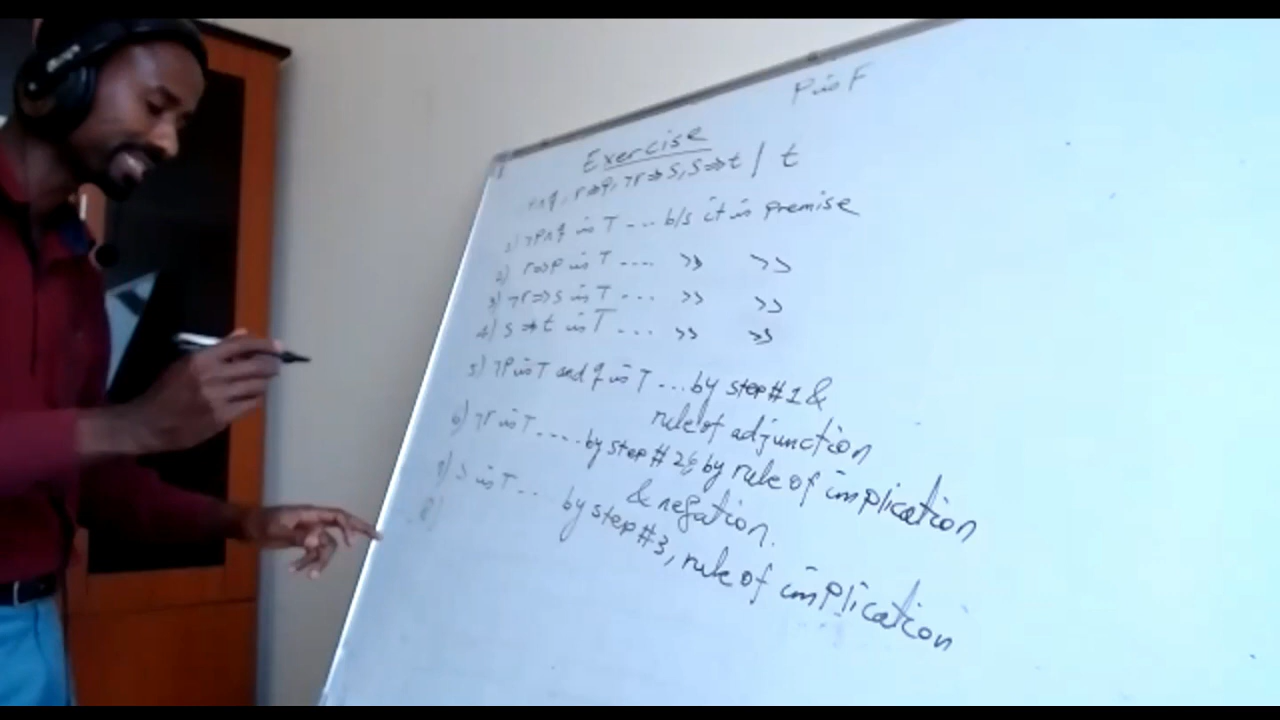 P is F
Exercise
r⇒p, ¬r⇒s, s⇒t / t
1) ¬P∧q is T ... b/s it is premise
2) r⇒p is T .... >> >>
3) ¬r⇒s is T ... >> >>
4) s⇒t is T ... >> >>
5) ¬P is T and q is T ... by step #1 &
rule of adjunction
6) ¬r is T .... by step #2 & by rule of implication
& negation.
7) s is T ... by step #3, rule of implication
8)